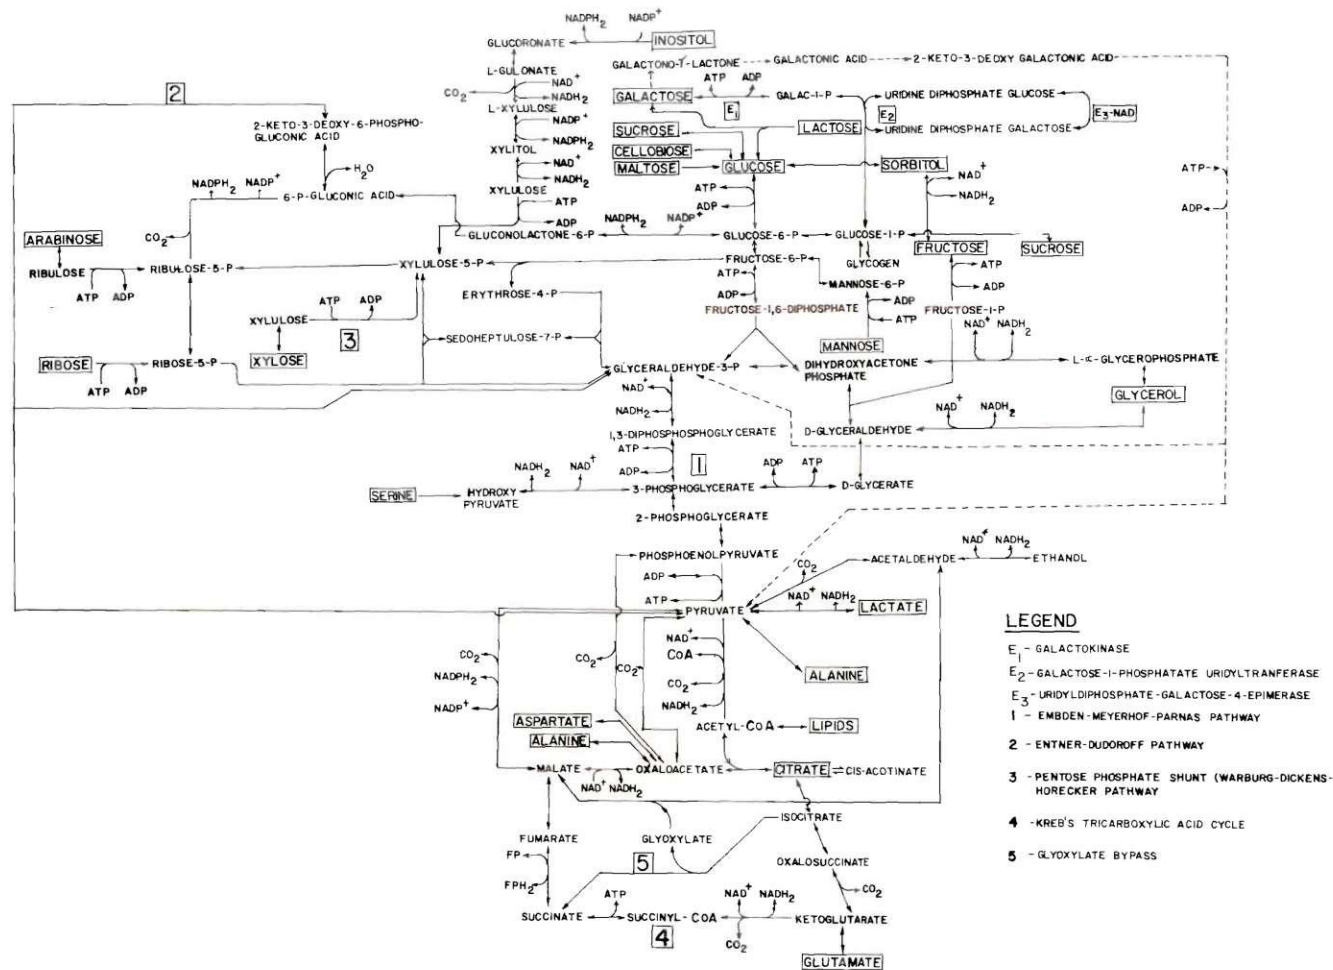 NADPH2 NADP+
GLUCORONATE INOSITOL
L-GULONATE
CO2 NAD+
NADH2
L-XYLULOSE
NADP+
NADPH2
XYLITOL
NAD+
NADH2
XYLULOSE
ATP
ADP
GALACTONO-γ-LACTONE GALACTONIC ACID 2-KETO-3-DEOXY GALACTONIC ACID
ATP ADP
GALACTOSE GALAC-1-P URIDINE DIPHOSPHATE GLUCOSE
E1 E2 E3-NAD
SUCROSE LACTOSE URIDINE DIPHOSPHATE GALACTOSE
CELLOBIOSE
MALTOSE GLUCOSE SORBITOL
2
2-KETO-3-DEOXY-6-PHOSPHO-
GLUCONIC ACID
H2O
NADPH2 NADP+
6-P-GLUCONIC ACID
ATP
ADP
NAD+
NADH2
ATP
ADP
CO2
NADPH2 NADP+
GLUCONOLACTONE-6-P GLUCOSE-6-P GLUCOSE-1-P FRUCTOSE SUCROSE
ARABINOSE
RIBULOSE RIBULOSE-5-P XYLULOSE-5-P FRUCTOSE-6-P GLYCOGEN
ATP ADP
ATP
ADP
ATP
ADP
ERYTHROSE-4-P MANNOSE-6-P
ADP
ATP
FRUCTOSE-1,6-DIPHOSPHATE FRUCTOSE-1-P
ATP ADP
XYLULOSE
3
NAD+ NADH2
SEDOHEPTULOSE-7-P MANNOSE
XYLOSE
RIBOSE RIBOSE-5-P GLYCERALDEHYDE-3-P DIHYDROXYACETONE
PHOSPHATE
L-α-GLYCEROPHOSPHATE
ATP ADP
NAD+
NADH2
GLYCEROL
NAD+ NADH2
1,3-DIPHOSPHOGLYCERATE D-GLYCERALDEHYDE
ATP
ADP
1
NADH2 NAD+
ADP ATP
SERINE HYDROXY
PYRUVATE
3-PHOSPHOGLYCERATE D-GLYCERATE
2-PHOSPHOGLYCERATE
PHOSPHOENOLPYRUVATE ACETALDEHYDE NAD+ NADH2 ETHANOL
CO2
ADP
ATP
PYRUVATE NAD+ NADH2 LACTATE
NAD+
CoA
CO2
NADH2
CO2
NADPH2
NADP+
CO2
CO2
ALANINE
ASPARTATE ACETYL-CoA LIPIDS
ALANINE
MALATE OXALOACETATE CITRATE CIS-ACOTINATE
NAD+ NADH2
ISOCITRATE
FUMARATE GLYOXYLATE
FP
FPH2
5
OXALOSUCCINATE
CO2
ATP NAD+ NADH2
SUCCINATE SUCCINYL-COA KETOGLUTARATE
4 CO2
GLUTAMATE
LEGEND
E1- GALACTOKINASE
E2- GALACTOSE-1-PHOSPHATATE URIDYLTRANFERASE
E3- URIDYLDIPHOSPHATE-GALACTOSE-4-EPIMERASE
1 - EMBDEN-MEYERHOF-PARNAS PATHWAY
2 - ENTNER-DUDOROFF PATHWAY
3 - PENTOSE PHOSPHATE SHUNT (WARBURG-DICKENS-
HORECKER PATHWAY
4 -KREB'S TRICARBOXYLIC ACID CYCLE
5 - GLYOXYLATE BYPASS